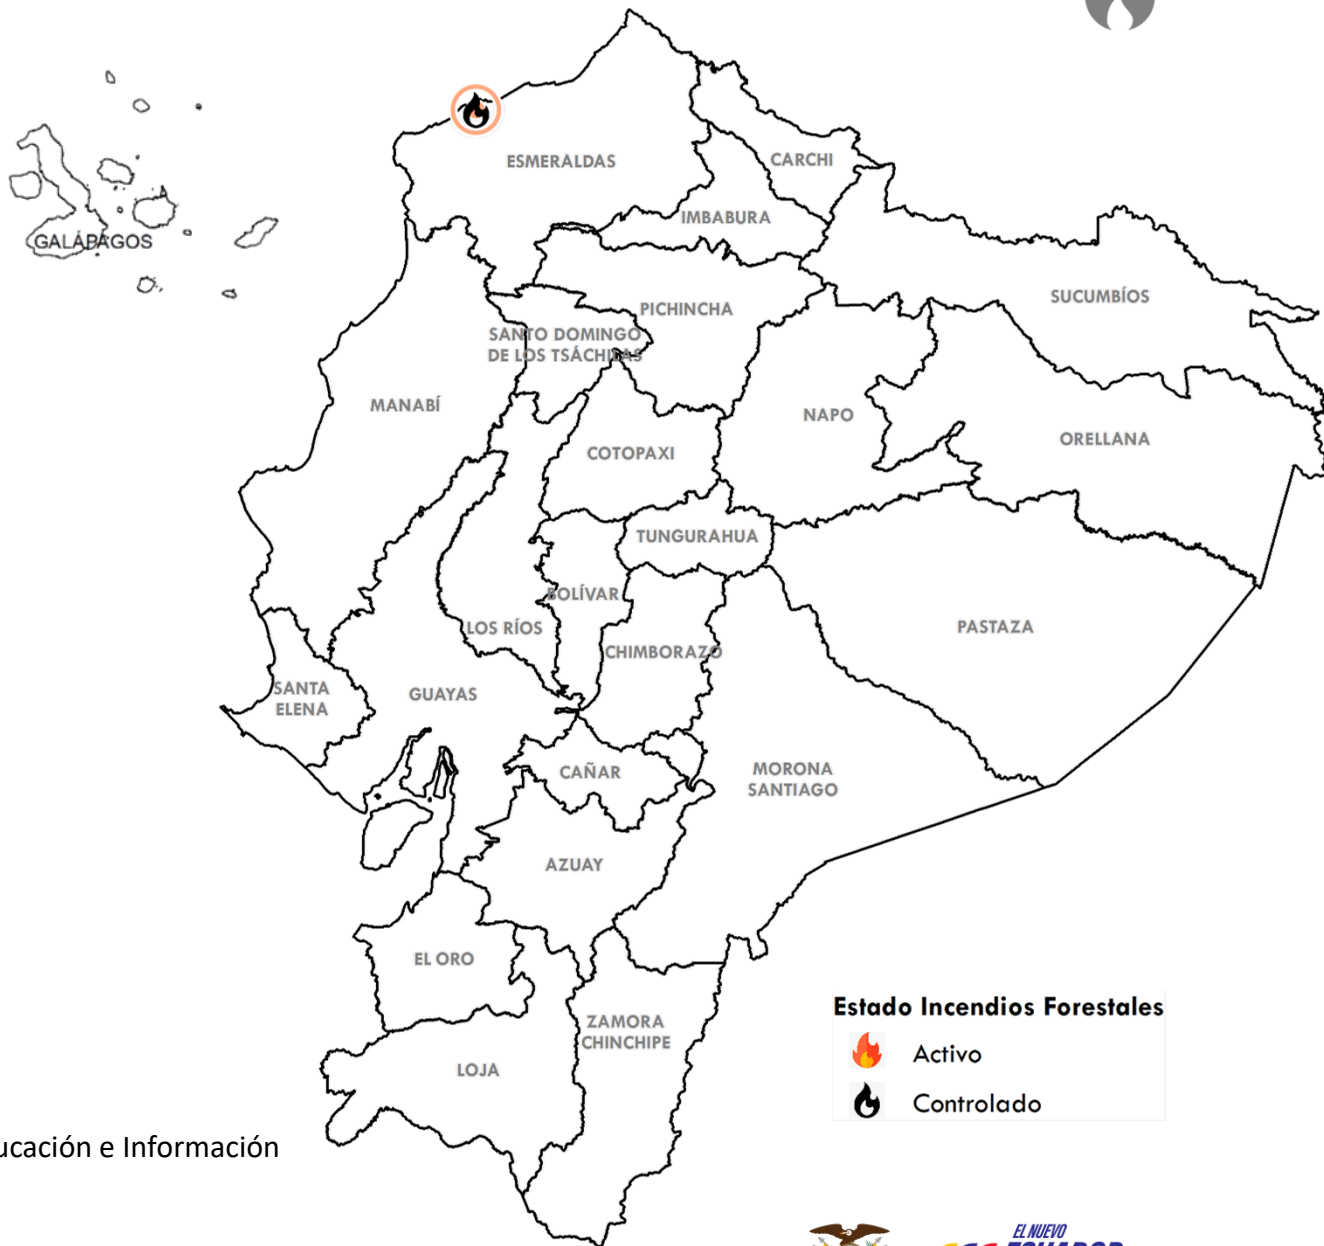 ESMERALDAS
CARCHI
IMBABURA
GALÁPAGOS
SUCUMBÍOS
PICHINCHA
SANTO DOMINGO
DE LOS TSÁCHILAS
MANABÍ
NAPO
ORELLANA
COTOPAXI
TUNGURAHUA
BOLÍVAR
LOS RÍOS
PASTAZA
CHIMBORAZO
SANTA
ELENA
GUAYAS
CAÑAR
MORONA
SANTIAGO
AZUAY
EL ORO
ZAMORA
CHINCHIPE
LOJA
Estado Incendios Forestales
Activo
Controlado
ucación e Información
EL NUEVO
ECUADOR